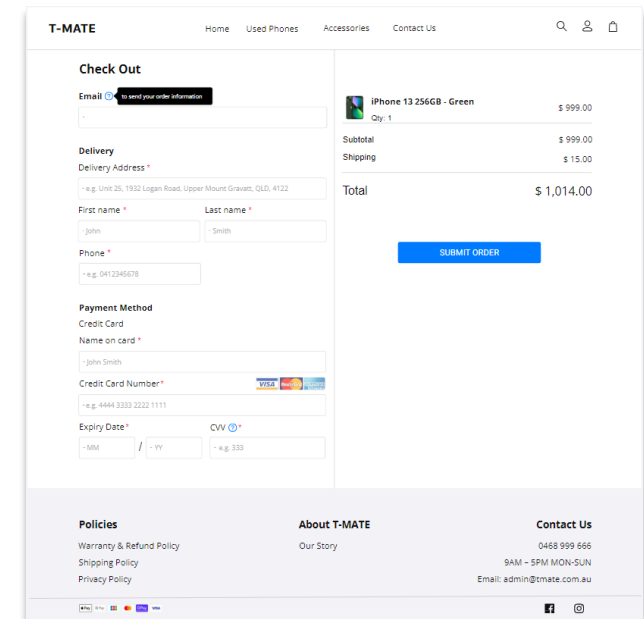 T-MATE
Home Used Phones Accessories Contact Us
Check Out
Email ? to send your order information
-
Delivery
Delivery Address *
- e.g. Unit 25, 1932 Logan Road, Upper Mount Gravatt, QLD, 4122
First name * Last name *
- John - Smith
Phone *
- e.g. 0412345678
Payment Method
Credit Card
Name on card *
- John Smith
Credit Card Number* VISA
- e.g. 4444 3333 2222 1111
Expiry Date* CVV ? *
- MM / - YY - e.g. 333
iPhone 13 256GB - Green $ 999.00
Qty: 1
Subtotal $ 999.00
Shipping $ 15.00
Total $ 1,014.00
SUBMIT ORDER
Policies About T-MATE Contact Us
Warranty & Refund Policy Our Story 0468 999 666
Shipping Policy 9AM – 5PM MON-SUN
Privacy Policy Email: admin@tmate.com.au